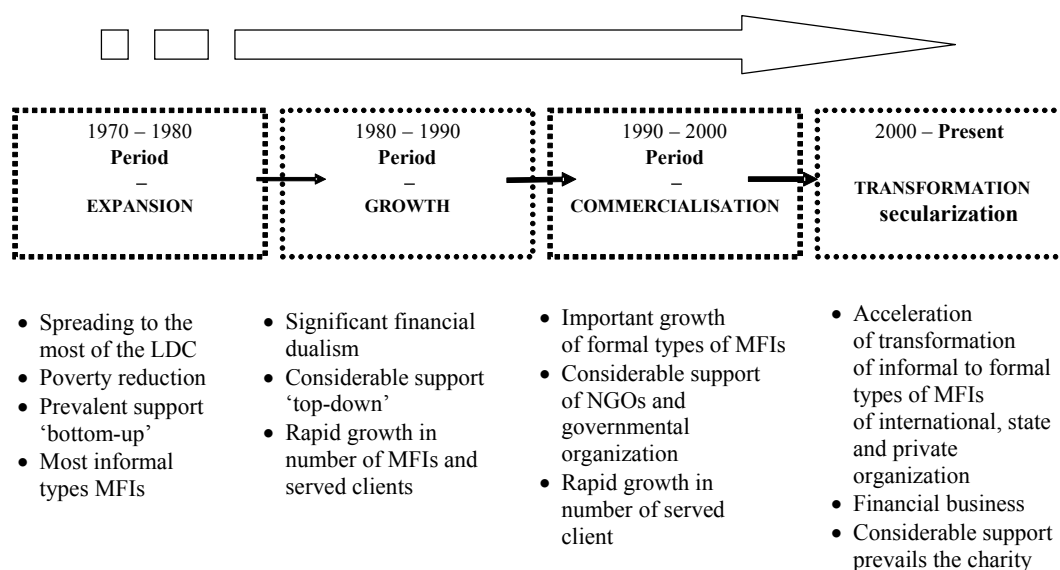 1970 – 1980
Period
–
EXPANSION
1980 – 1990
Period
–
GROWTH
1990 – 2000
Period
–
COMMERCIALISATION
2000 – Present
TRANSFORMATION
secularization
• Spreading to the
most of the LDC
• Poverty reduction
• Prevalent support
‘bottom-up’
• Most informal
types MFIs
• Significant financial
dualism
• Considerable support
‘top-down’
• Rapid growth in
number of MFIs and
served clients
• Important growth
of formal types of MFIs
• Considerable support
of NGOs and
governmental
organization
• Rapid growth in
number of served
client
• Acceleration
of transformation
of informal to formal
types of MFIs
of international, state
and private
organization
• Financial business
• Considerable support
prevails the charity